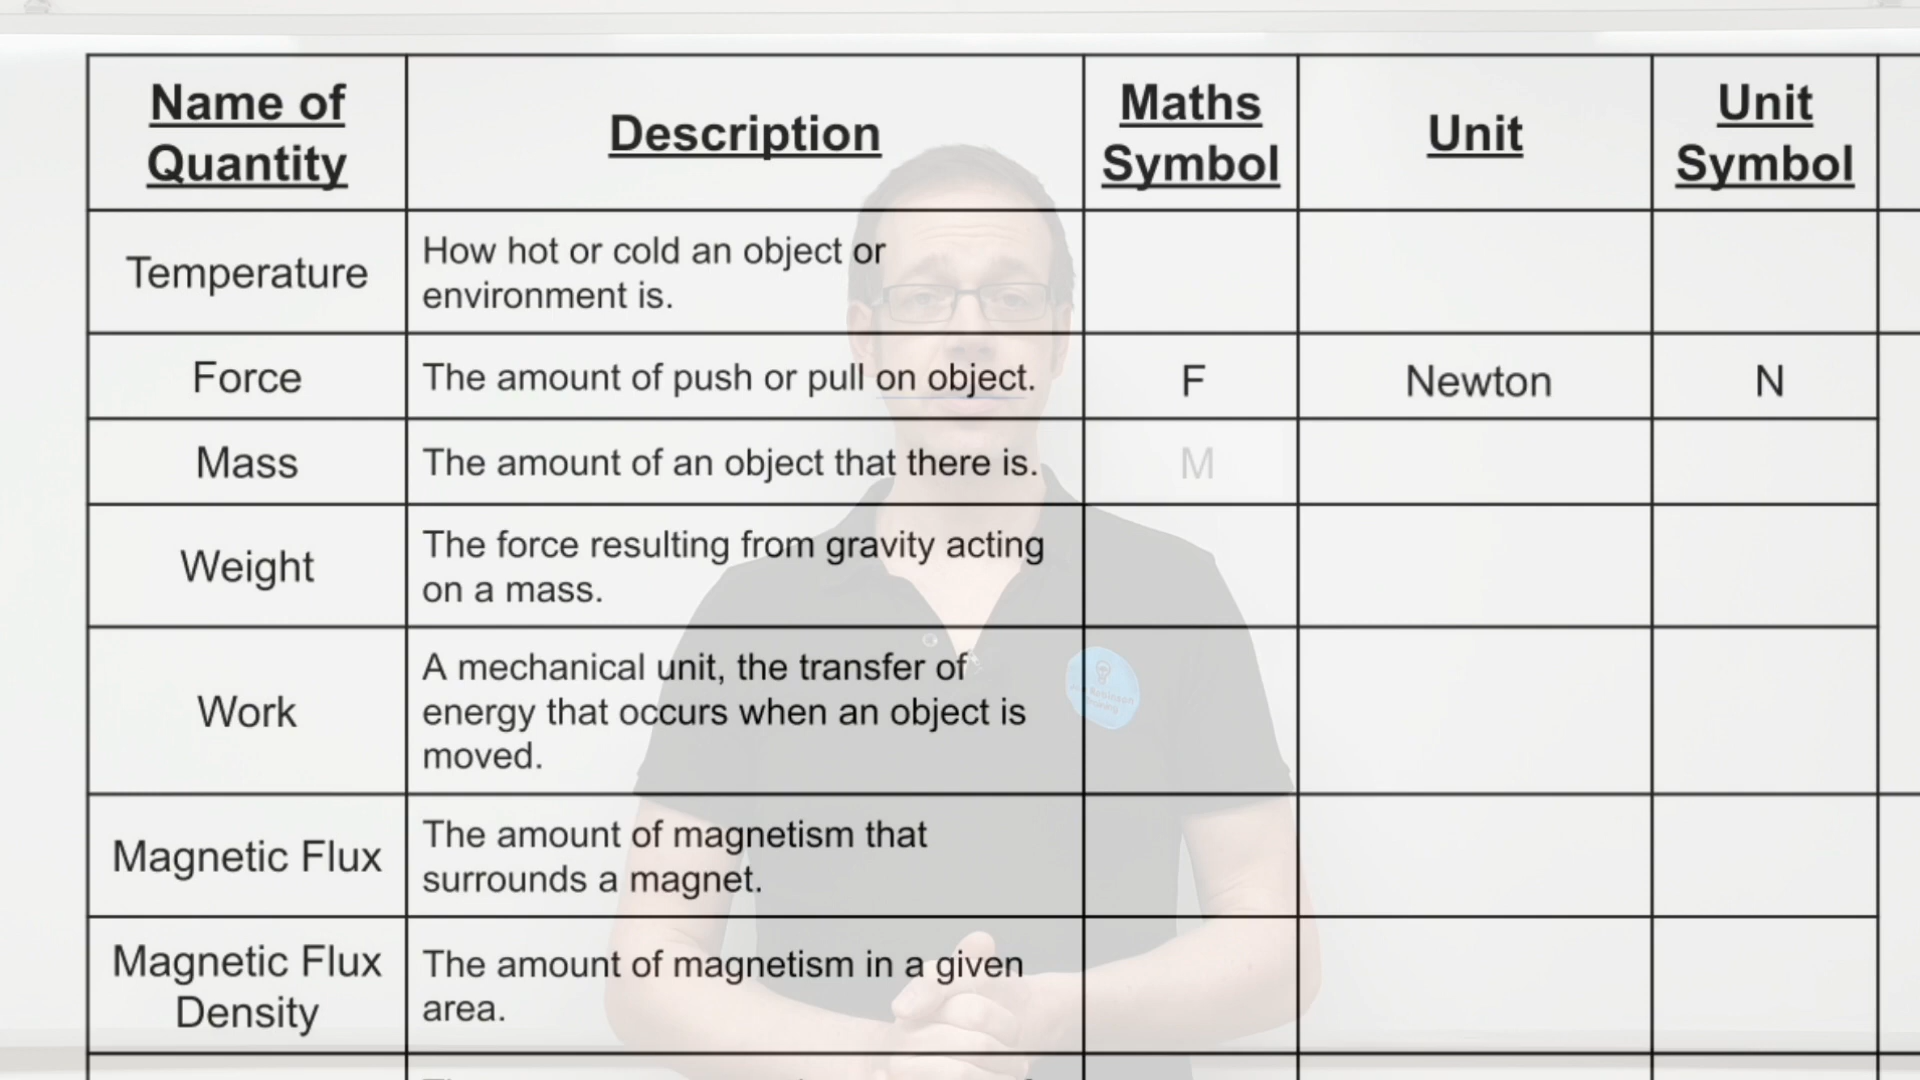 Name of
Quantity
Description
Maths
Symbol
Unit
Unit
Symbol
Temperature
How hot or cold an object or
environment is.
Force
The amount of push or pull on object.
F
Newton
N
Mass
The amount of an object that there is.
M
Weight
The force resulting from gravity acting
on a mass.
Work
A mechanical unit, the transfer of
energy that occurs when an object is
moved.
Magnetic Flux
The amount of magnetism that
surrounds a magnet.
Magnetic Flux
Density
The amount of magnetism in a given
area.